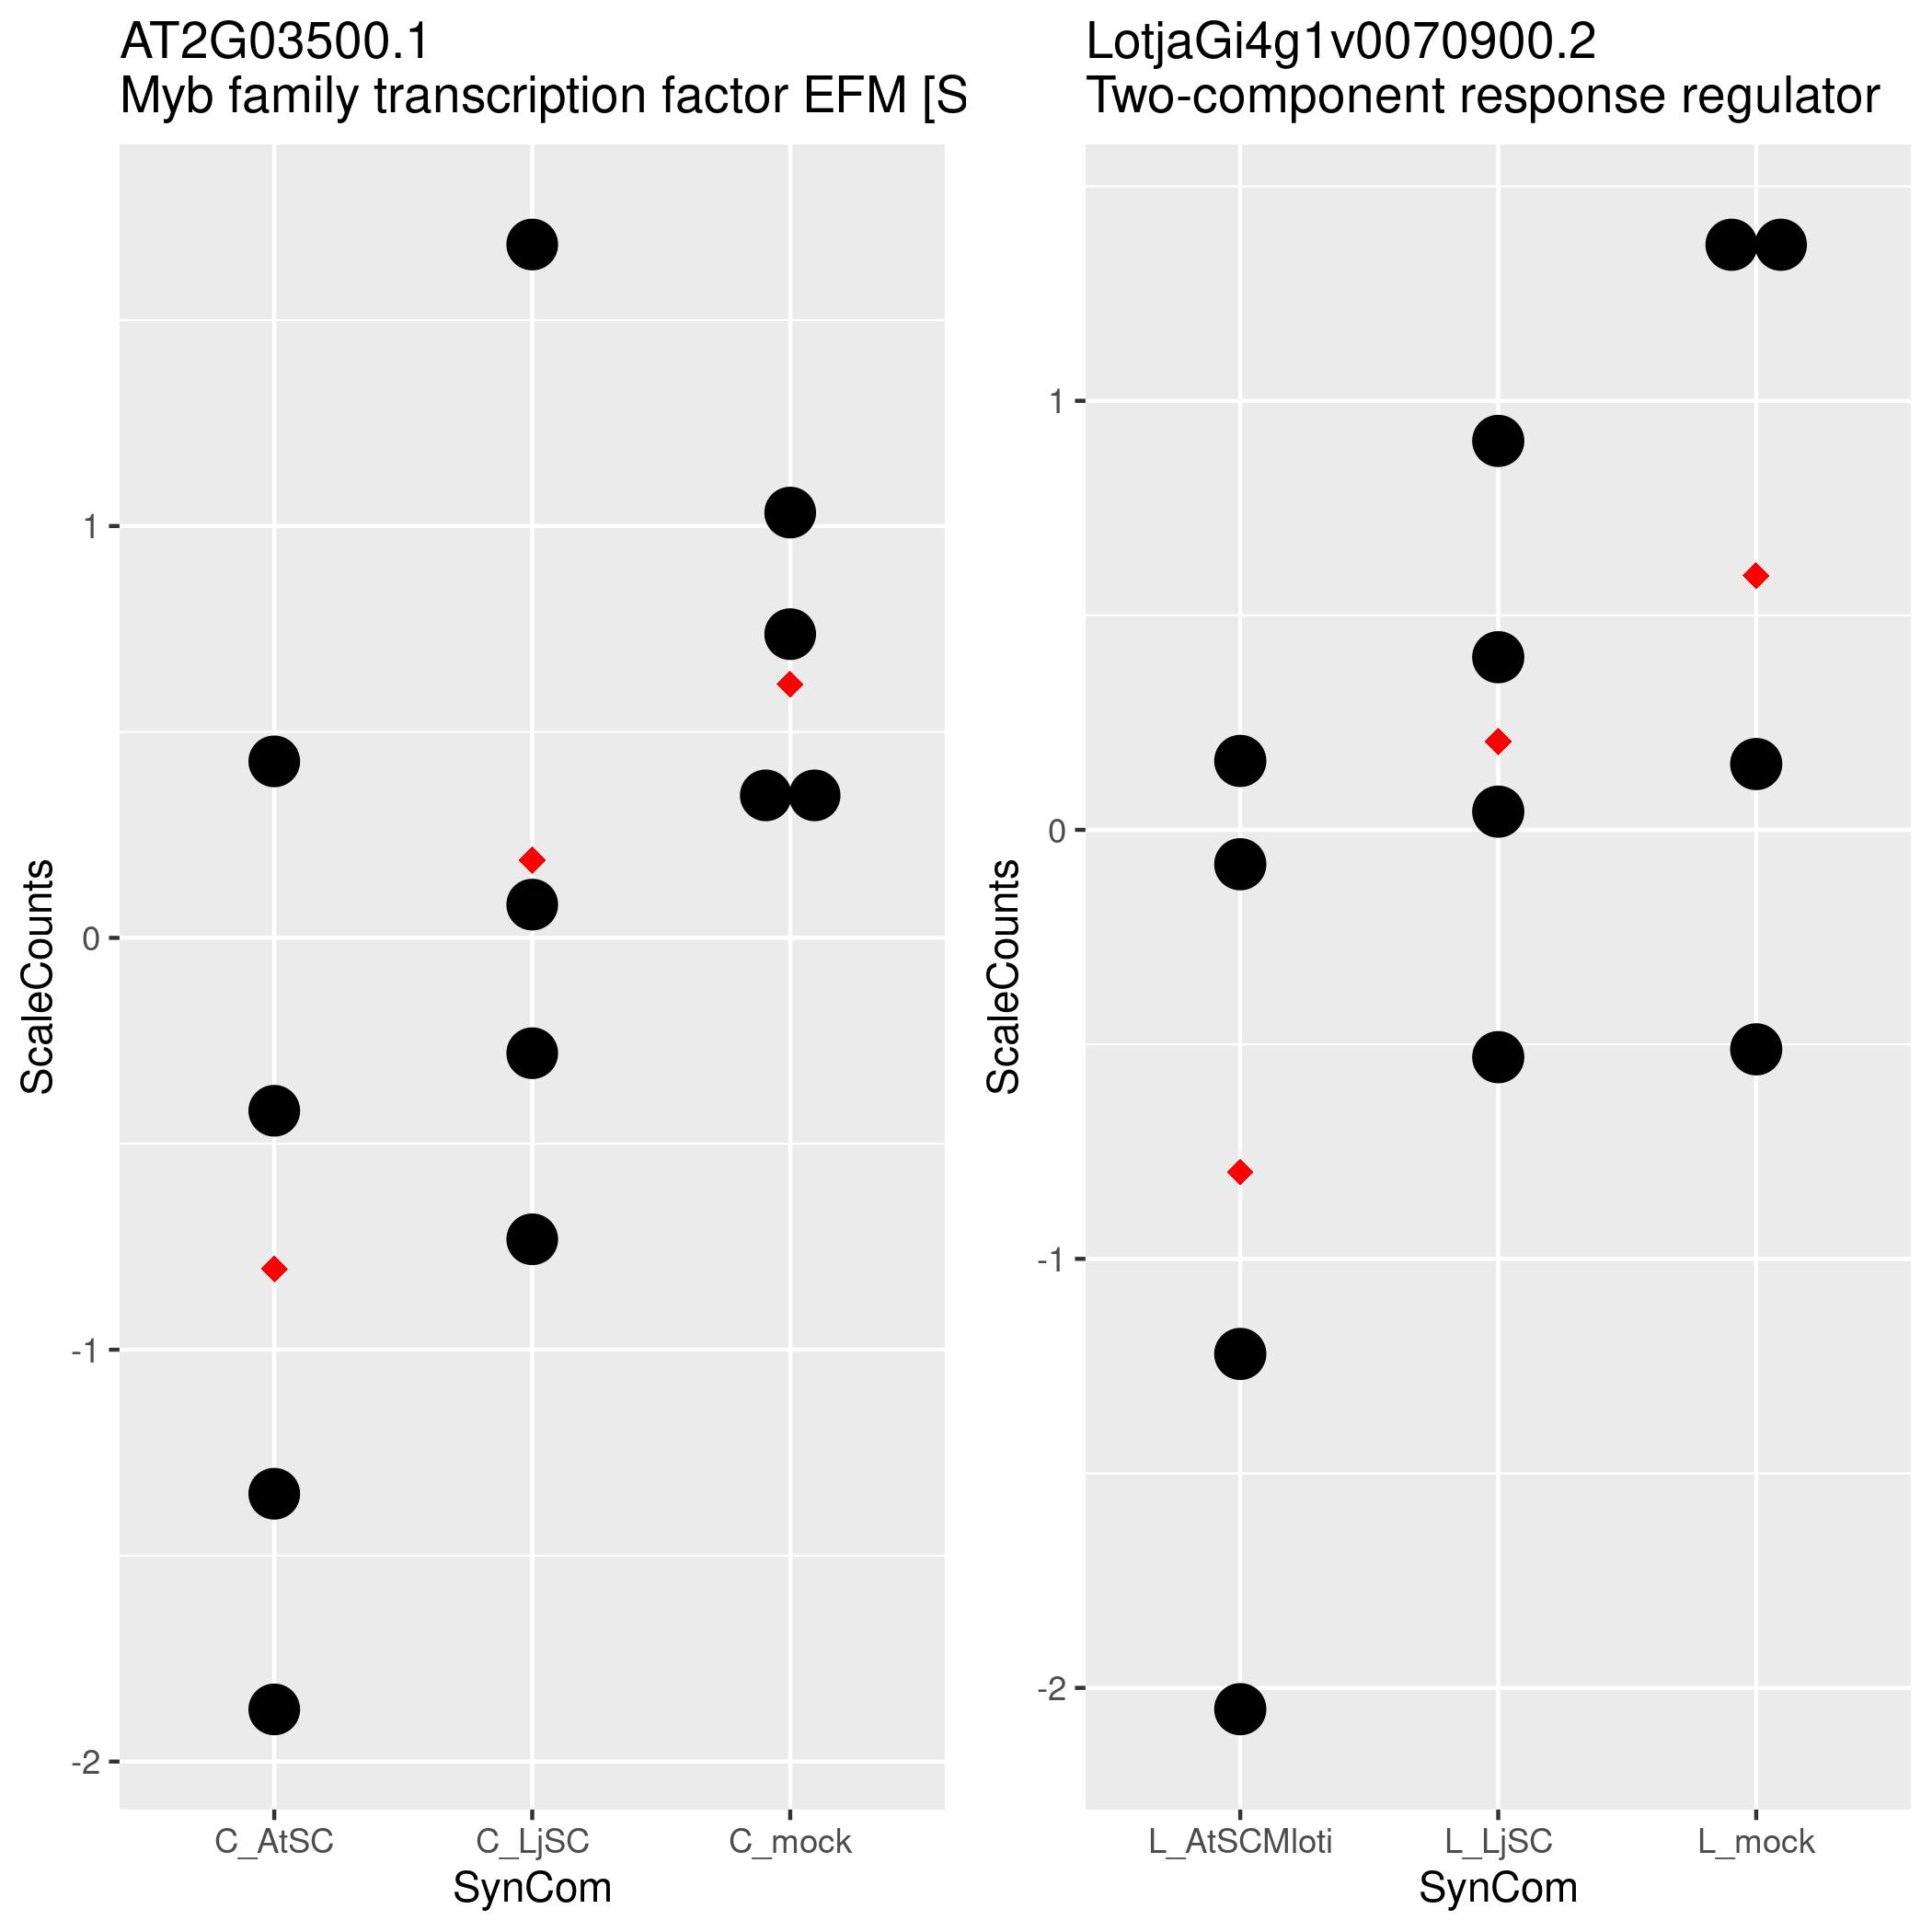 AT2G03500.1
Myb family transcription factor EFM [S
ScaleCounts
1
0
-1
-2
C_AtSC
C_LjSC
C_mock
SynCom
LotjaGi4g1v0070900.2
Two-component response regulator
ScaleCounts
1
0
-1
-2
L_AtSCMloti
L_LjSC
L_mock
SynCom